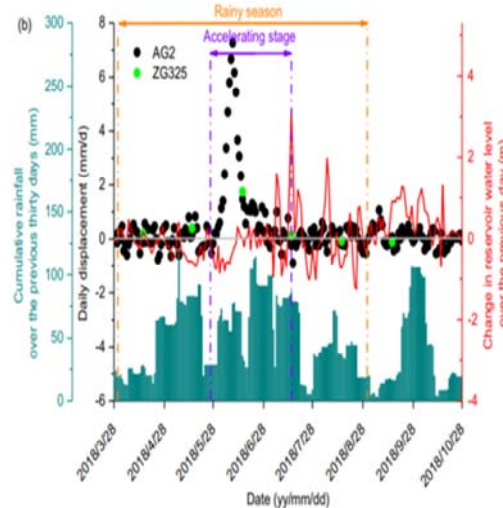 (b)
Rainy season
Accelerating stage
AG2
ZG325
Cumulative rainfall
over the previous thirty days (mm)
300
250
200
150
100
50
0
Daily displacement (mm/d)
8
6
4
2
0
-2
-4
-6
Change in reservoir water level
over the previous day (m)
4
2
0
-2
-4
2018/3/28
2018/4/28
2018/5/28
2018/6/28
2018/7/28
2018/8/28
2018/9/28
2018/10/28
Date (yy/mm/dd)